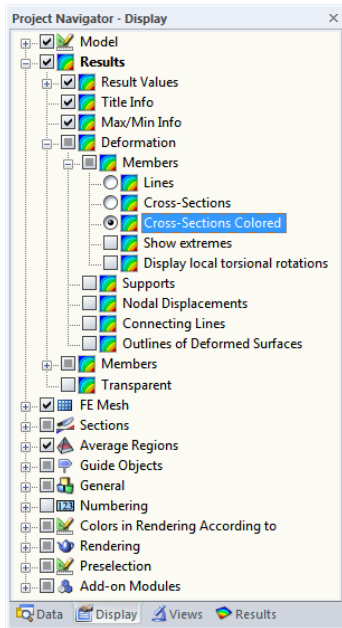 Project Navigator - Display
Model
Results
Result Values
Title Info
Max/Min Info
Deformation
Members
Lines
Cross-Sections
Cross-Sections Colored
Show extremes
Display local torsional rotations
Supports
Nodal Displacements
Connecting Lines
Outlines of Deformed Surfaces
Members
Transparent
FE Mesh
Sections
Average Regions
Guide Objects
General
123 Numbering
Colors in Rendering According to
Rendering
Preselection
Add-on Modules
Data Display Views Results